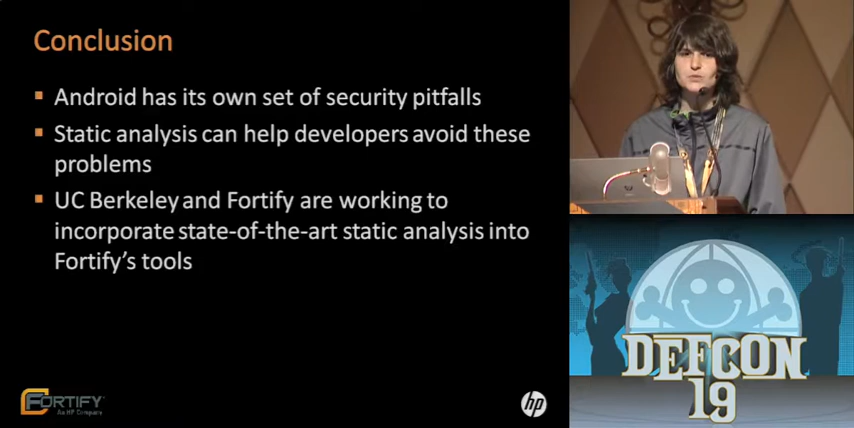 Conclusion
Android has its own set of security pitfalls
Static analysis can help developers avoid these
problems
UC Berkeley and Fortify are working to
incorporate state-of-the-art static analysis into
Fortify's tools
FORTIFY
An HP Company
hp
DEFCON
19